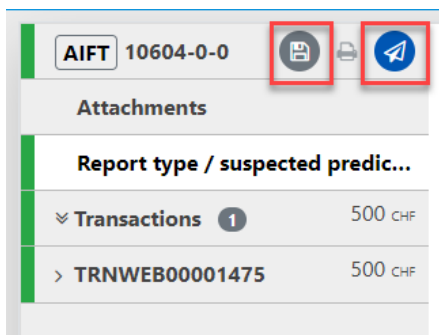 AIFT 10604-0-0
Attachments
Report type / suspected predic...
Transactions 1 500 CHF
TRNWEB00001475 500 CHF